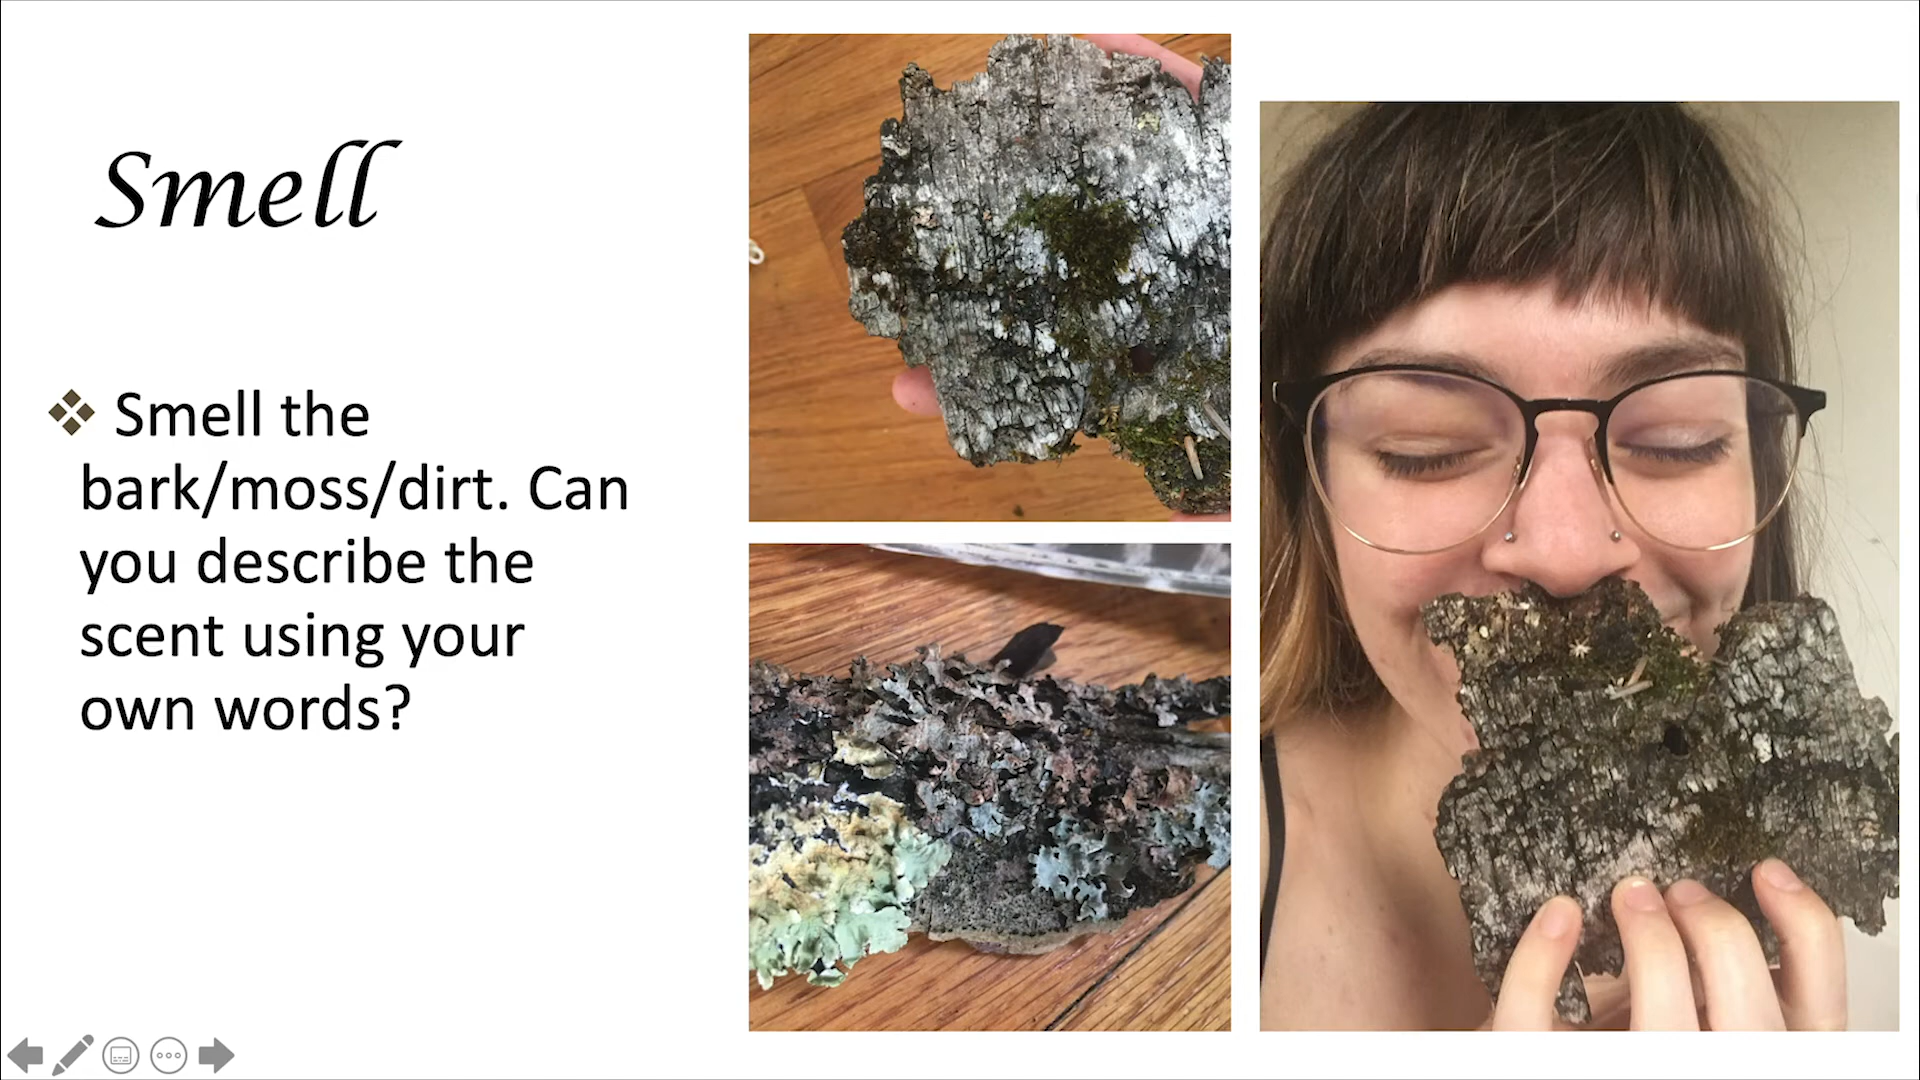 Smell
Smell the
bark/moss/dirt. Can
you describe the
scent using your
own words?